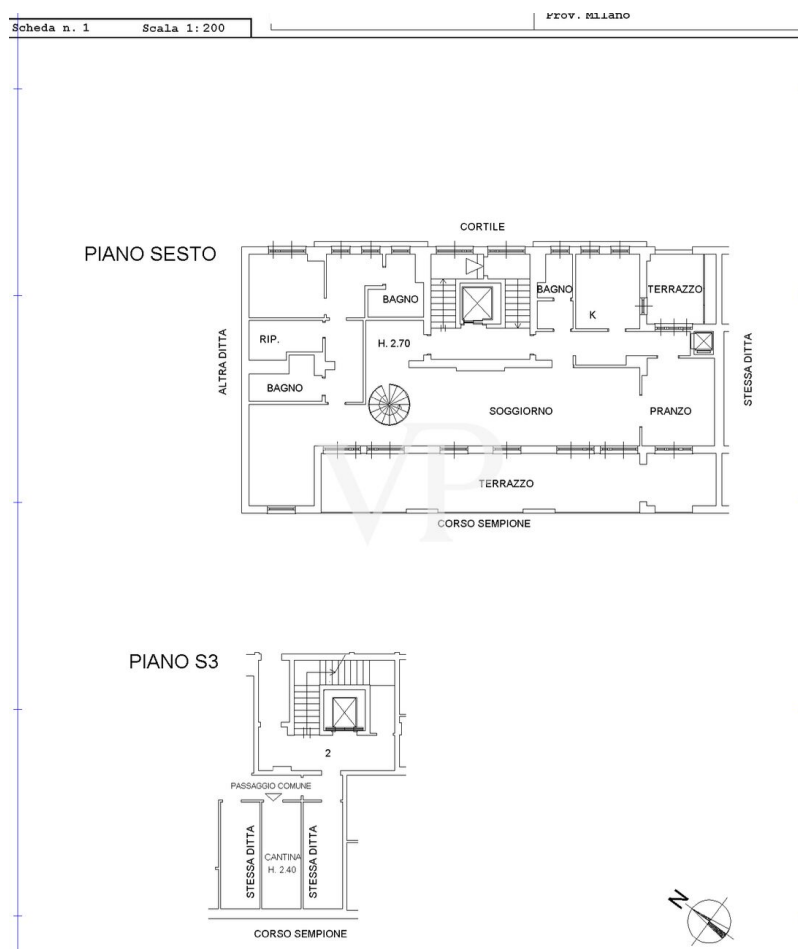 Prov. Milano
Scheda n. 1 Scala 1:200
CORTILE
PIANO SESTO
BAGNO
BAGNO
TERRAZZO
K
ALTRA DITTA
RIP.
H. 2.70
STESSA DITTA
BAGNO
SOGGIORNO
PRANZO
VP
TERRAZZO
CORSO SEMPIONE
PIANO S3
2
PASSAGGIO COMUNE
STESSA DITTA
CANTINA
H. 2.40
STESSA DITTA
CORSO SEMPIONE
N